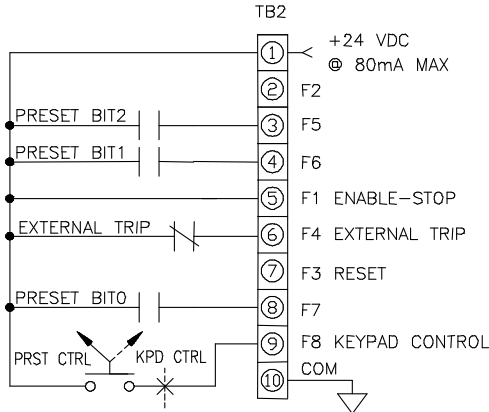 TB2
1 +24 VDC
@ 80mA MAX
2 F2
PRESET BIT2 3 F5
PRESET BIT1 4 F6
5 F1 ENABLE-STOP
EXTERNAL TRIP 6 F4 EXTERNAL TRIP
7 F3 RESET
PRESET BIT0 8 F7
9 F8 KEYPAD CONTROL
PRST CTRL KPD CTRL
10 COM